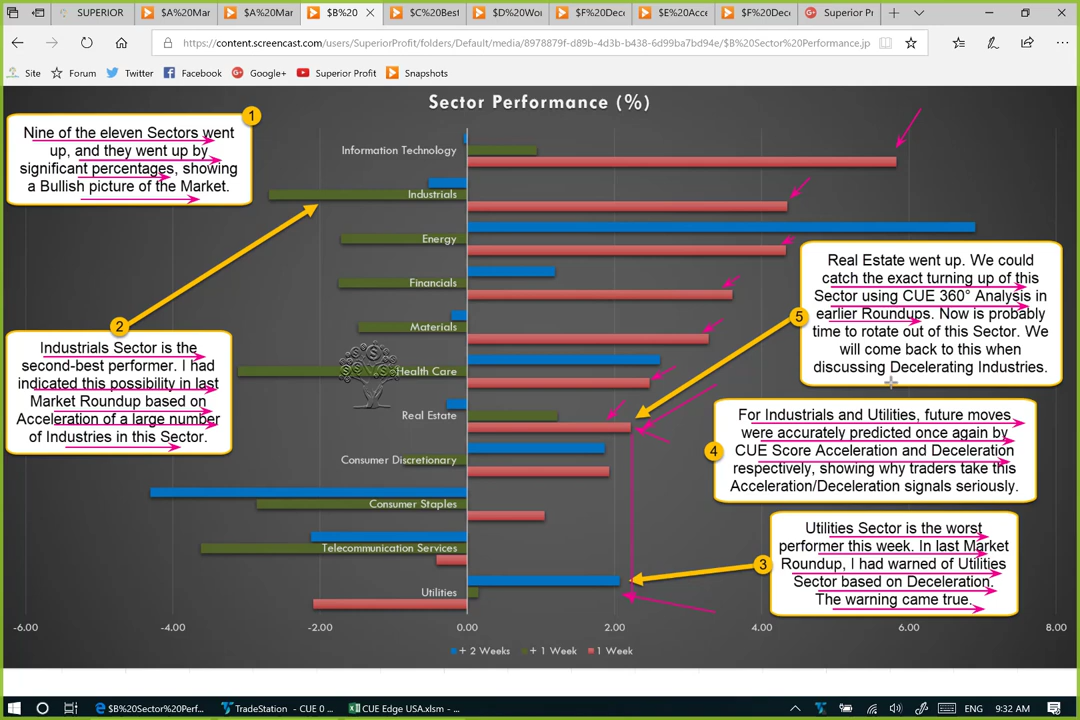 SUPERIOR
$A%20Mar
$A%20Mar
$B%20
$C%20Best
$D%20Wor
$F%20Dece
$E%20Acce
$F%20Dece
Superior Pr
https://content.screencast.com/users/SuperiorProfit/folders/Default/media/8978879f-d89b-4d3b-b438-6d99ba7bd94e/$B%20Sector%20Performance.jp
Site
Forum
Twitter
Facebook
Google+
Superior Profit
Snapshots
Sector Performance (%)
1
Nine of the eleven Sectors went
up, and they went up by
significant percentages, showing
a Bullish picture of the Market.
2
Industrials Sector is the
second-best performer. I had
indicated this possibility in last
Market Roundup based on
Acceleration of a large number
of Industries in this Sector.
Information Technology
Industrials
Energy
Financials
Materials
Health Care
Real Estate
Consumer Discretionary
Consumer Staples
Telecommunication Services
Utilities
5
Real Estate went up. We could
catch the exact turning up of this
Sector using CUE 360° Analysis in
earlier Roundups. Now is probably
time to rotate out of this Sector. We
will come back to this when
discussing Decelerating Industries.
4
For Industrials and Utilities, future moves
were accurately predicted once again by
CUE Score Acceleration and Deceleration
respectively, showing why traders take this
Acceleration/Deceleration signals seriously.
3
Utilities Sector is the worst
performer this week. In last Market
Roundup, I had warned of Utilities
Sector based on Deceleration.
The warning came true.
-6.00 -4.00 -2.00 0.00 2.00 4.00 6.00 8.00
+ 2 Weeks + 1 Week 1 Week
$B%20Sector%20Perf...
TradeStation - CUE 0 ...
CUE Edge USA.xlsm - ...
ENG
9:32 AM